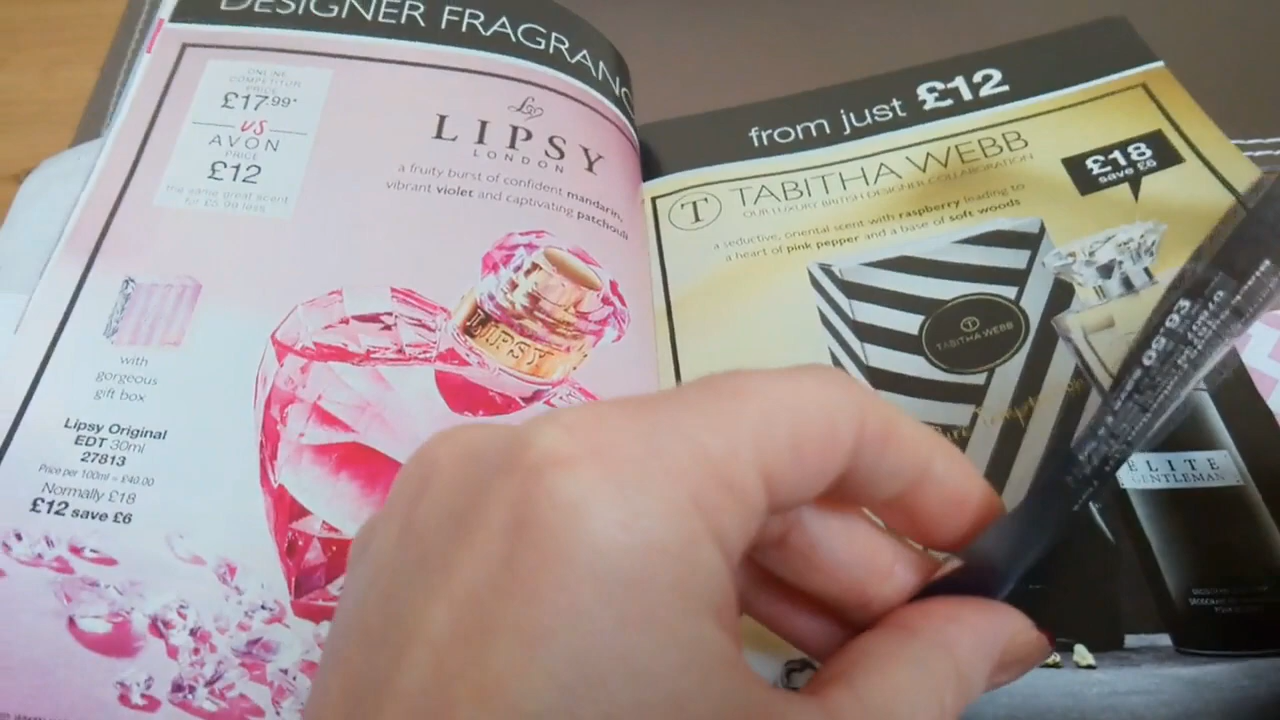 DESIGNER FRAGRANC
ONLINE
COMPETITOR
PRICE
£17.99*
VS
AVON
PRICE
£12
the same great scent
for £5.99 less
LIPSY
LONDON
a fruity burst of confident mandarin,
vibrant violet and captivating patchouli
LIPSY
with
gorgeous
gift box
Lipsy Original
EDT 30ml
27813
Price per 100ml = £40.00
Normally £18
£12 save £6
from just £12
T
TABITHA WEBB
OUR LUXURY BRITISH DESIGNER COLLABORATION
a seductive, oriental scent with raspberry leading to
a heart of pink pepper and a base of soft woods
£18
save £8
T
TABITHA WEBB
ELITE
GENTLEMAN